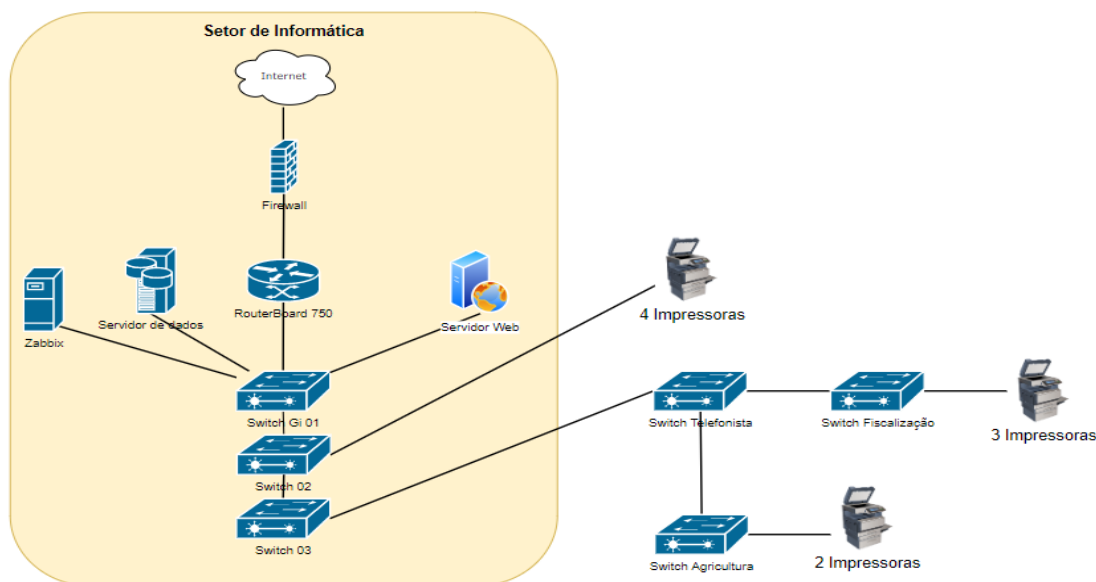 Setor de Informática
Internet
Firewall
RouterBoard 750
Servidor de dados
Zabbix
Servidor Web
4 Impressoras
Switch Gi 01
Switch Telefonista
Switch Fiscalização
3 Impressoras
Switch 02
Switch 03
Switch Agricultura
2 Impressoras